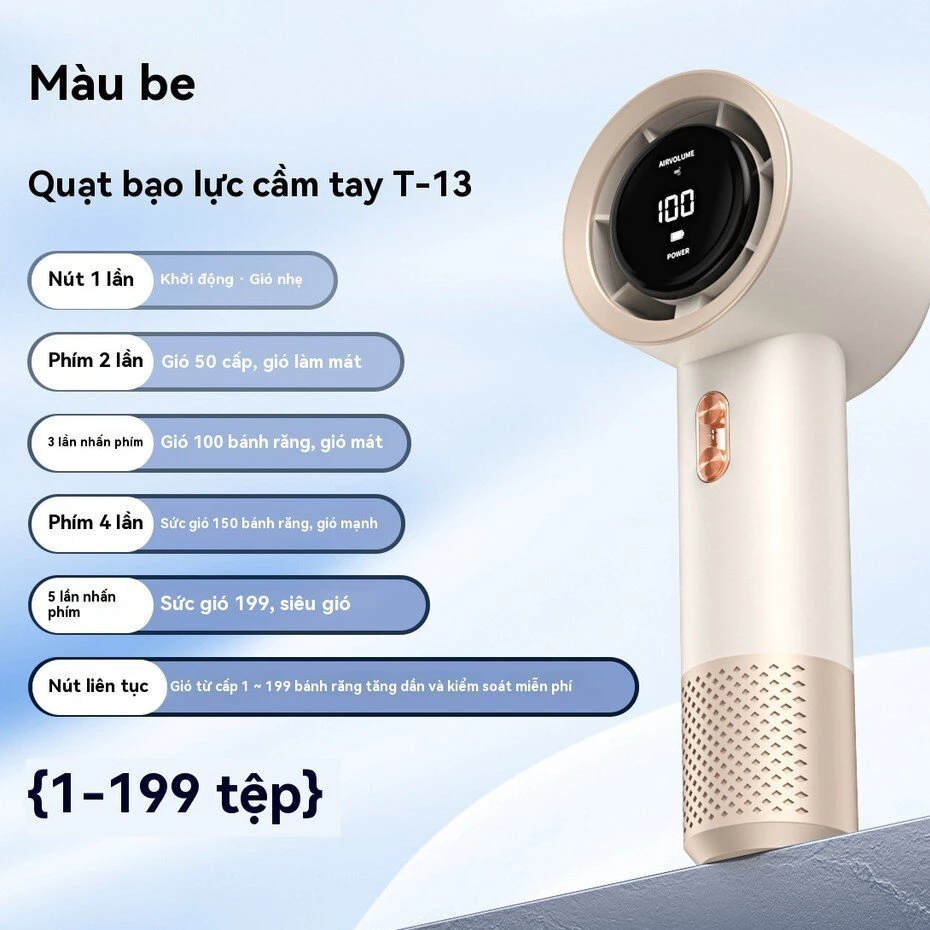 Màu be
Quạt bạo lực cầm tay T-13
Nút 1 lần Khởi động · Gió nhẹ
Phím 2 lần Gió 50 cấp, gió làm mát
3 lần nhấn phím Gió 100 bánh răng, gió mát
Phím 4 lần Sức gió 150 bánh răng, gió mạnh
5 lần nhấn
phím
Sức gió 199, siêu gió
Nút liên tục Gió từ cấp 1 ~ 199 bánh răng tăng dần và kiểm soát miễn phí
{1-199 tệp}
AIRVOLUME
100
POWER